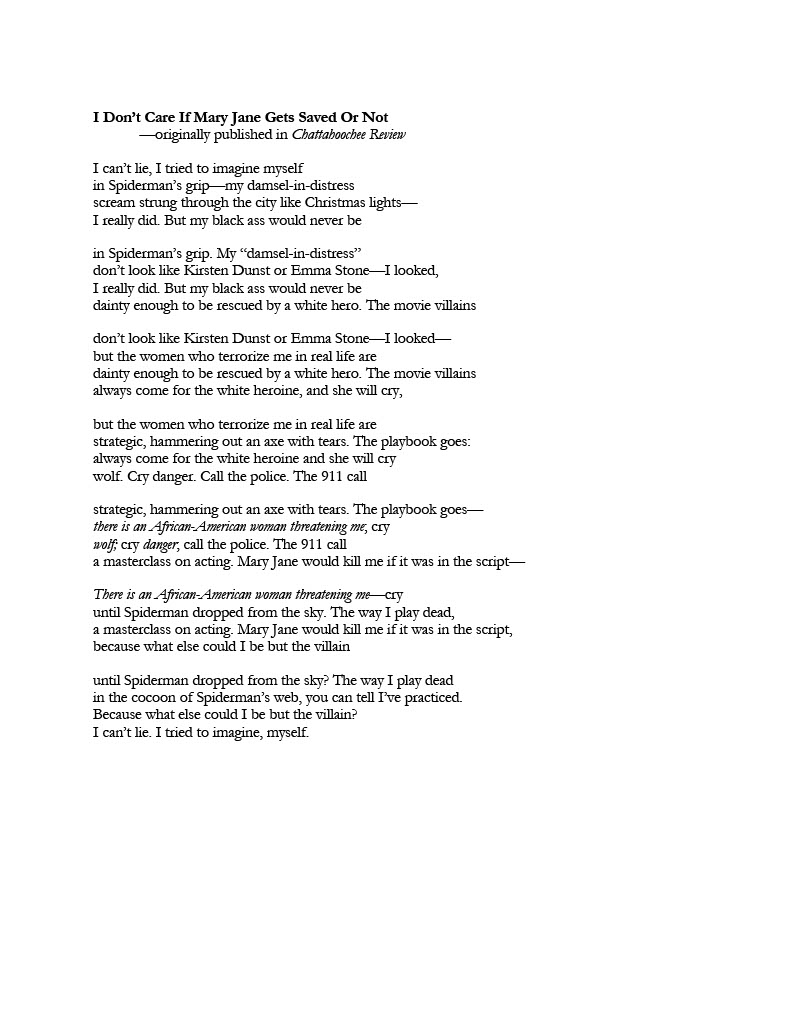 I Don’t Care If Mary Jane Gets Saved Or Not
—originally published in Chattahoochee Review
I can’t lie, I tried to imagine myself
in Spiderman’s grip—my damsel-in-distress
scream strung through the city like Christmas lights—
I really did. But my black ass would never be
in Spiderman’s grip. My “damsel-in-distress”
don’t look like Kirsten Dunst or Emma Stone—I looked,
I really did. But my black ass would never be
dainty enough to be rescued by a white hero. The movie villains
don’t look like Kirsten Dunst or Emma Stone—I looked—
but the women who terrorize me in real life are
dainty enough to be rescued by a white hero. The movie villains
always come for the white heroine, and she will cry,
but the women who terrorize me in real life are
strategic, hammering out an axe with tears. The playbook goes:
always come for the white heroine and she will cry
wolf. Cry danger. Call the police. The 911 call
strategic, hammering out an axe with tears. The playbook goes—
there is an African-American woman threatening me; cry
wolf; cry danger; call the police. The 911 call
a masterclass on acting. Mary Jane would kill me if it was in the script—
There is an African-American woman threatening me—cry
until Spiderman dropped from the sky. The way I play dead,
a masterclass on acting. Mary Jane would kill me if it was in the script,
because what else could I be but the villain
until Spiderman dropped from the sky? The way I play dead
in the cocoon of Spiderman’s web, you can tell I’ve practiced.
Because what else could I be but the villain?
I can’t lie. I tried to imagine, myself.